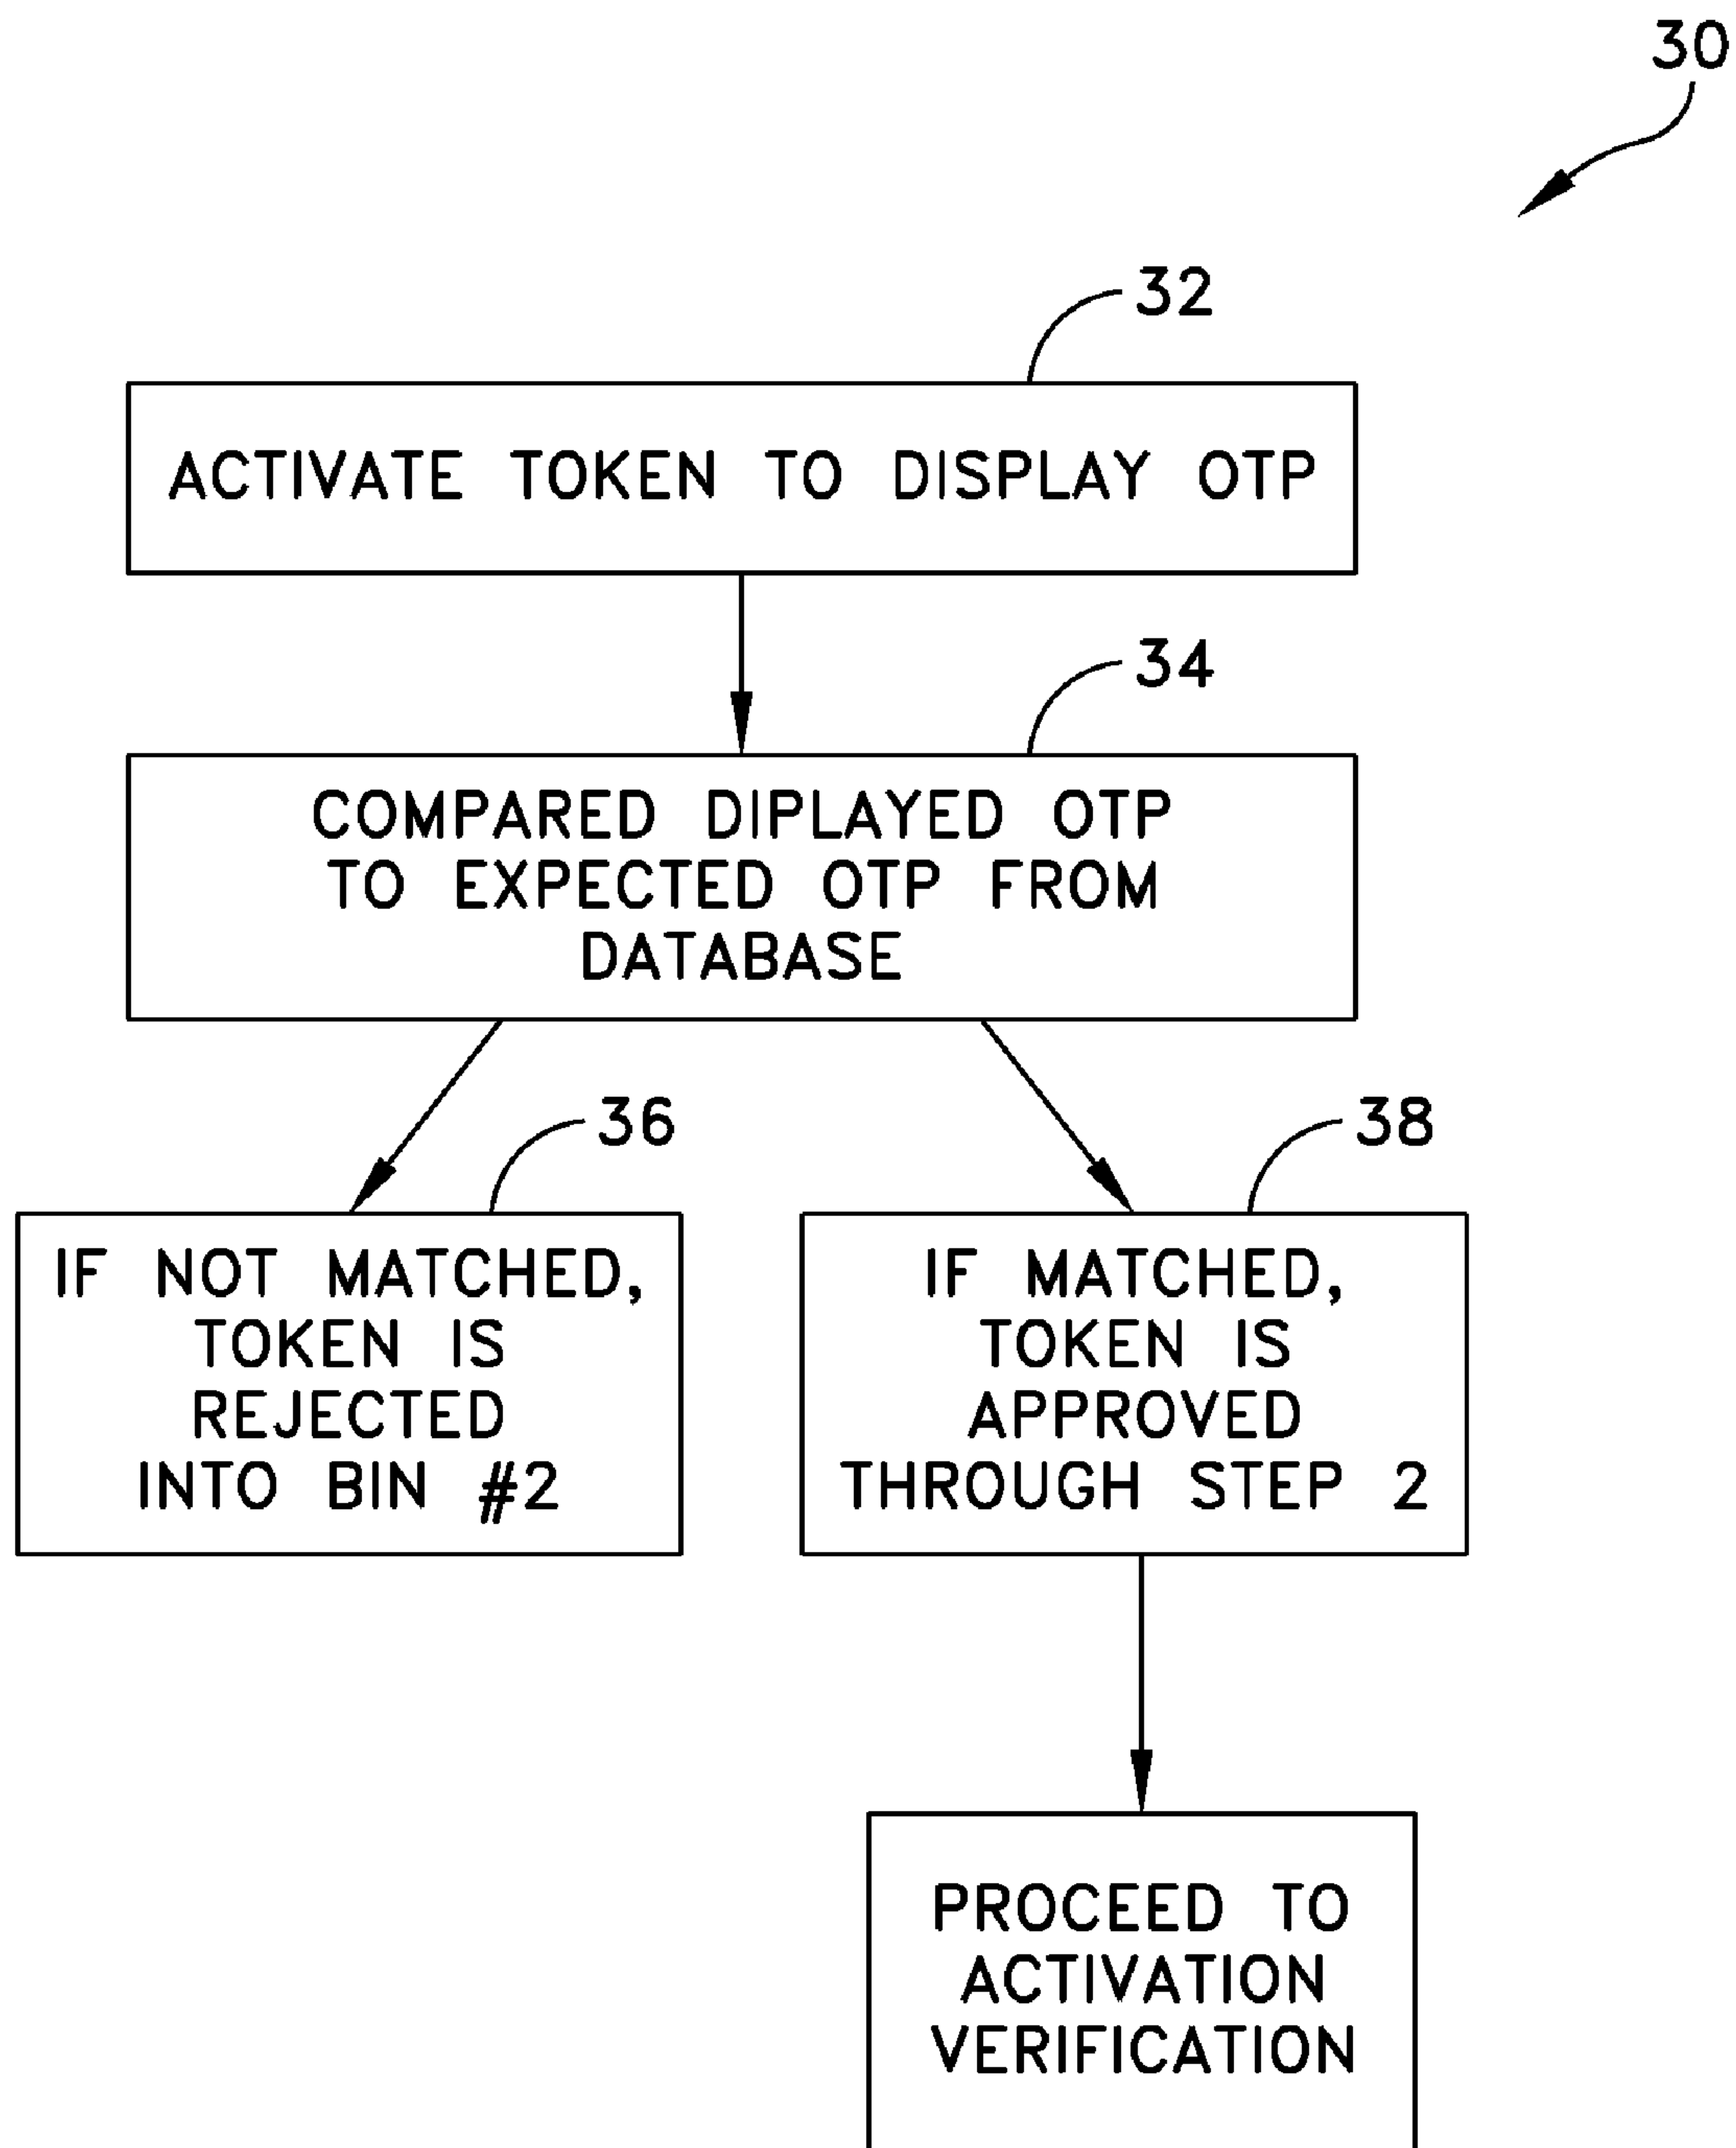 30
32
ACTIVATE TOKEN TO DISPLAY OTP
34
COMPARED DIPLAYED OTP
TO EXPECTED OTP FROM
DATABASE
36
IF NOT MATCHED,
TOKEN IS
REJECTED
INTO BIN #2
38
IF MATCHED,
TOKEN IS
APPROVED
THROUGH STEP 2
PROCEED TO
ACTIVATION
VERIFICATION